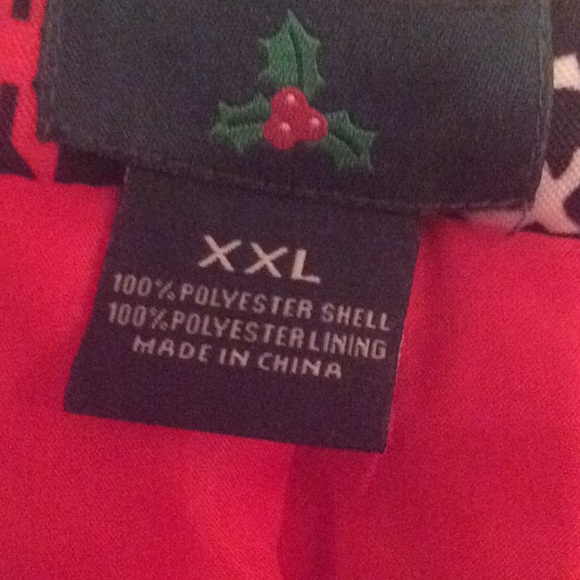 XXL
100% POLYESTER SHELL
100% POLYESTER LINING
MADE IN CHINA